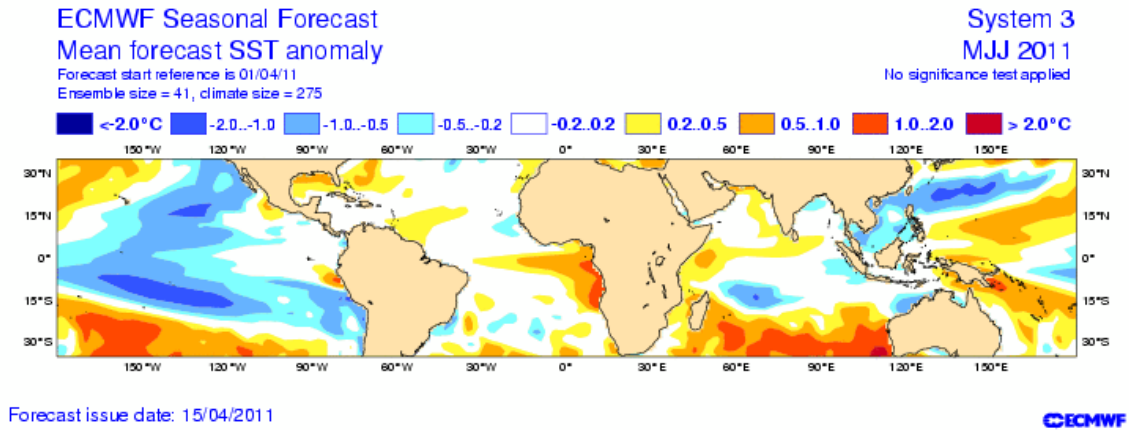 ECMWF Seasonal Forecast
System 3
Mean forecast SST anomaly
MJJ 2011
Forecast start reference is 01/04/11
No significance test applied
Ensemble size = 41, climate size = 275
<-2.0°C -2.0..-1.0 -1.0..-0.5 -0.5..-0.2 -0.2..0.2 0.2..0.5 0.5..1.0 1.0..2.0 > 2.0°C
150°W 120°W 90°W 60°W 30°W 0° 30°E 60°E 90°E 120°E 150°E
30°N 30°N
15°N 15°N
0° 0°
15°S 15°S
30°S 30°S
150°W 120°W 90°W 60°W 30°W 0° 30°E 60°E 90°E 120°E 150°E
Forecast issue date: 15/04/2011
ECMWF